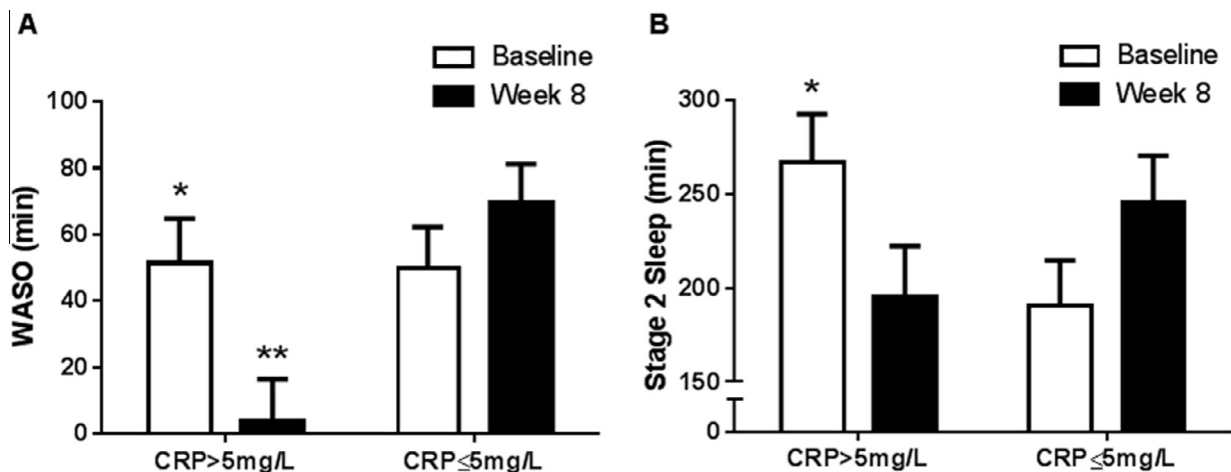 A
Baseline
Week 8
WASO (min)
100
80
60
40
20
0
*
**
CRP>5mg/L
CRP≤5mg/L
B
Baseline
Week 8
Stage 2 Sleep (min)
300
250
200
150
0
*
CRP>5mg/L
CRP≤5mg/L